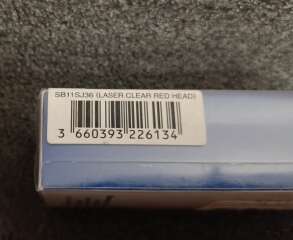 SB11SJ36 (LASER CLEAR RED HEAD)
3 660393 226134